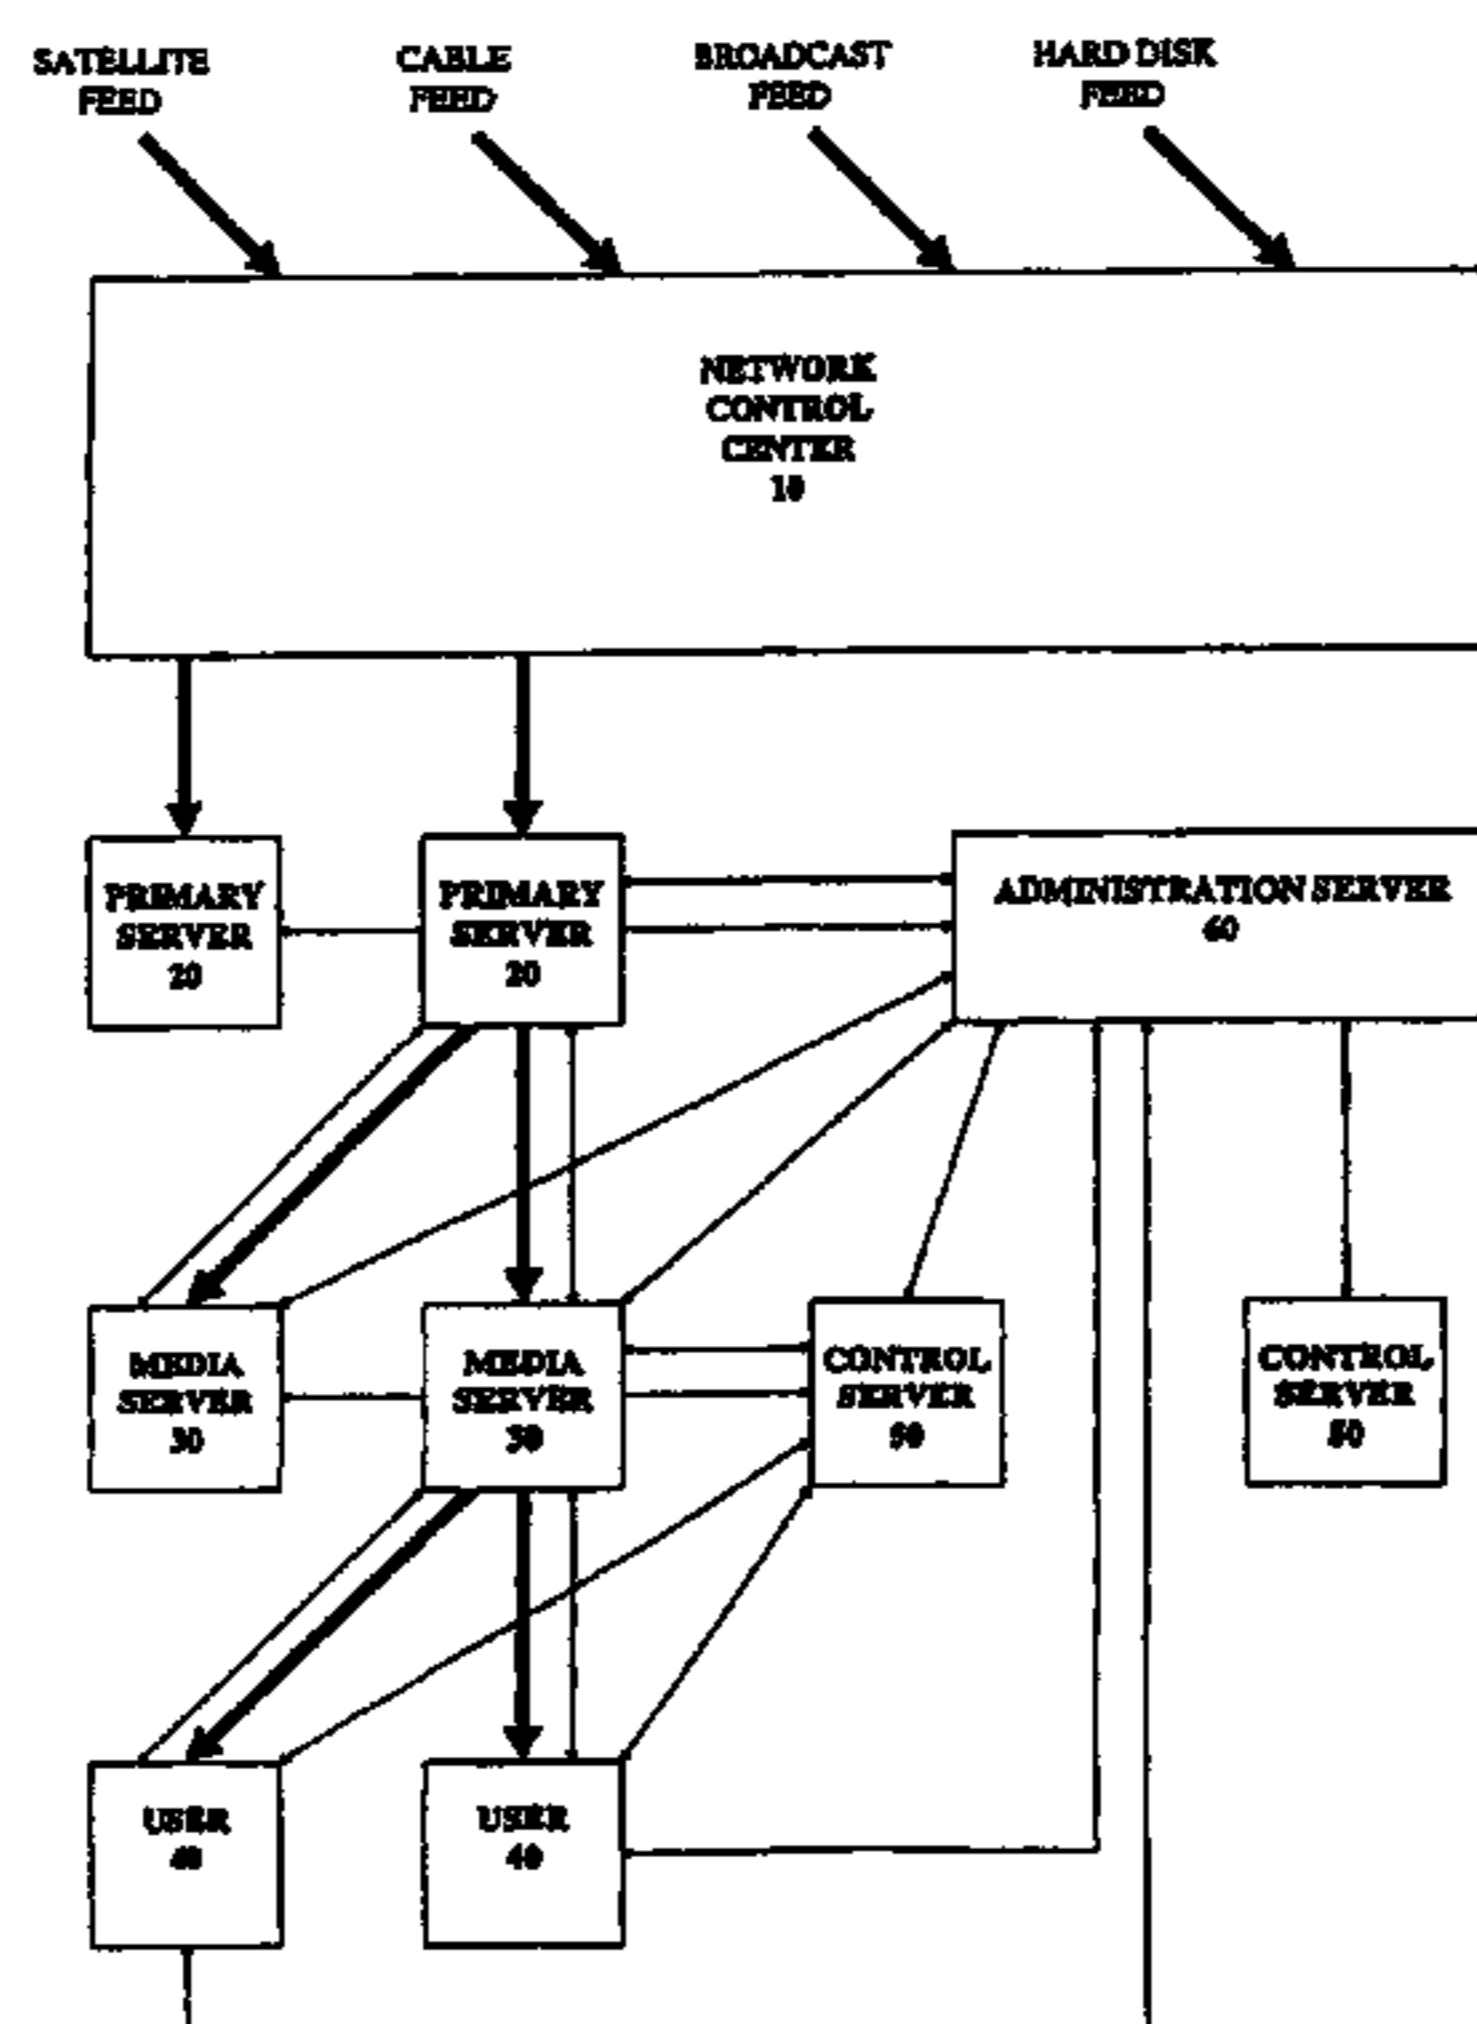 SATELLITE
FEED
CABLE
FEED
BROADCAST
FEED
HARD DISK
FEED
NETWORK
CONTROL
CENTER
10
PRIMARY
SERVER
20
PRIMARY
SERVER
20
ADMINISTRATION SERVER
60
MEDIA
SERVER
30
MEDIA
SERVER
30
CONTROL
SERVER
50
CONTROL
SERVER
50
USER
40
USER
40